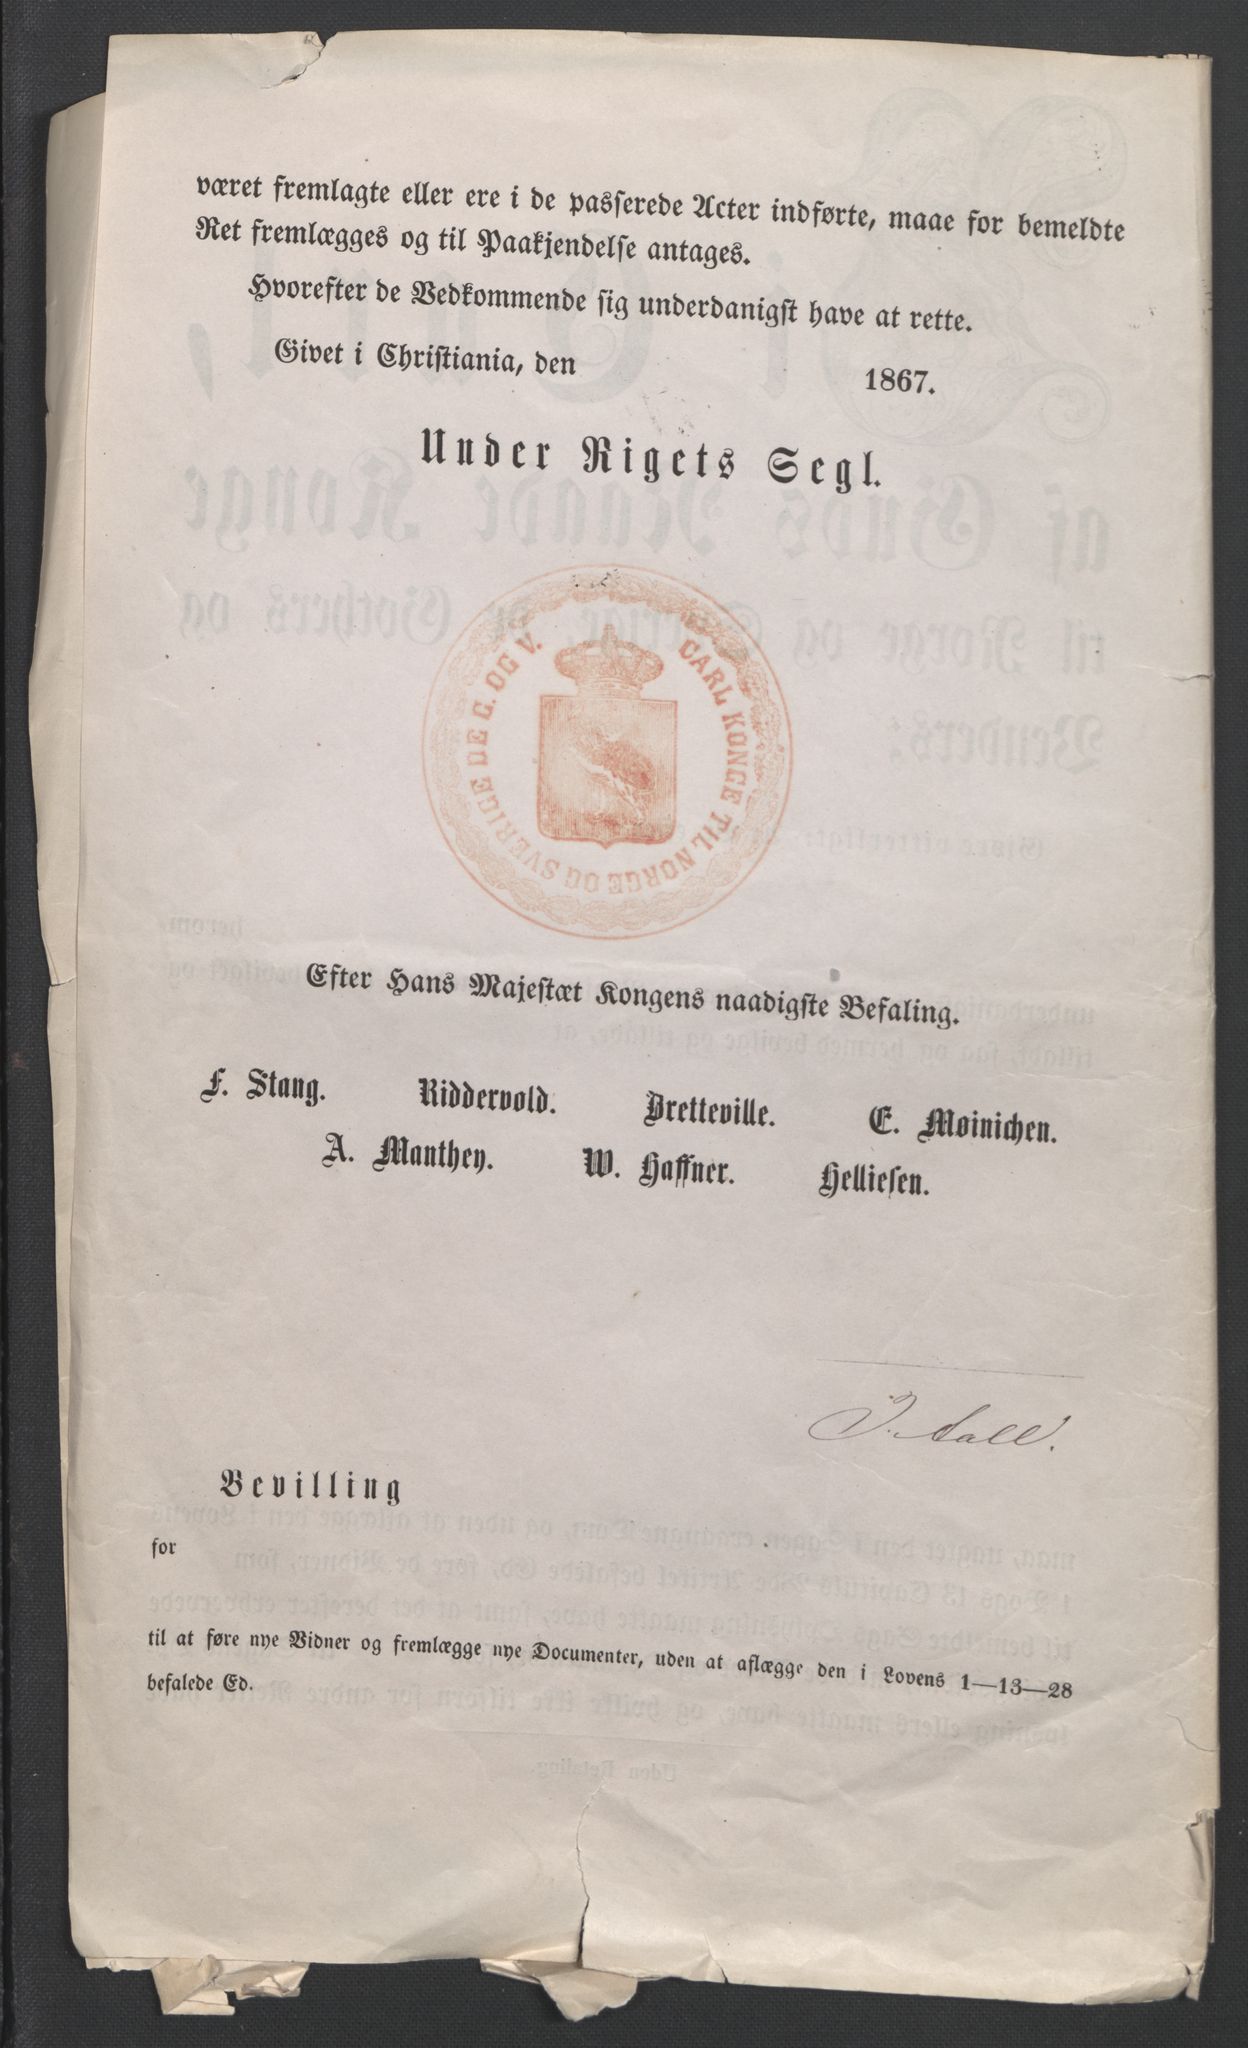 været fremlagte eller ere i de passerede Acter indførte, maae for bemeldte
Ret fremlægges og til Paakjendelse antages.
Hvorefter de Vedkommende sig underdanigst have at rette.
Givet i Christiania, den 1867.
Under Rigets Segl.
CARL KONGE TIL NORGE OG SVERIGE DE G. OG V.
Efter Hans Majestæt Kongens naadigste Befaling.
F. Stang. Riddervold. Bretteville. E. Møinichen.
A. Manthey. W. Haffner. Helliesen.
J. Aall.
Bevilling
for
til at føre nye Vidner og fremlægge nye Documenter, uden at aflægge den i Lovens 1—13—28
befalede Ed.